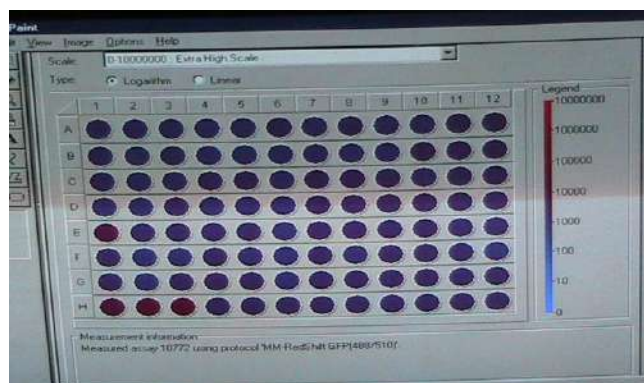 Paint
View Image Options Help
Scale: 0-10000000 : Extra High Scale
Type: Logarithm Linear
Legend
1 2 3 4 5 6 7 8 9 10 11 12
A
B
C
D
E
F
G
H
10000000
1000000
100000
10000
1000
100
10
0
Measurement information
Measured assay 10772 using protocol 'MM-RedShift GFP(488/510)'